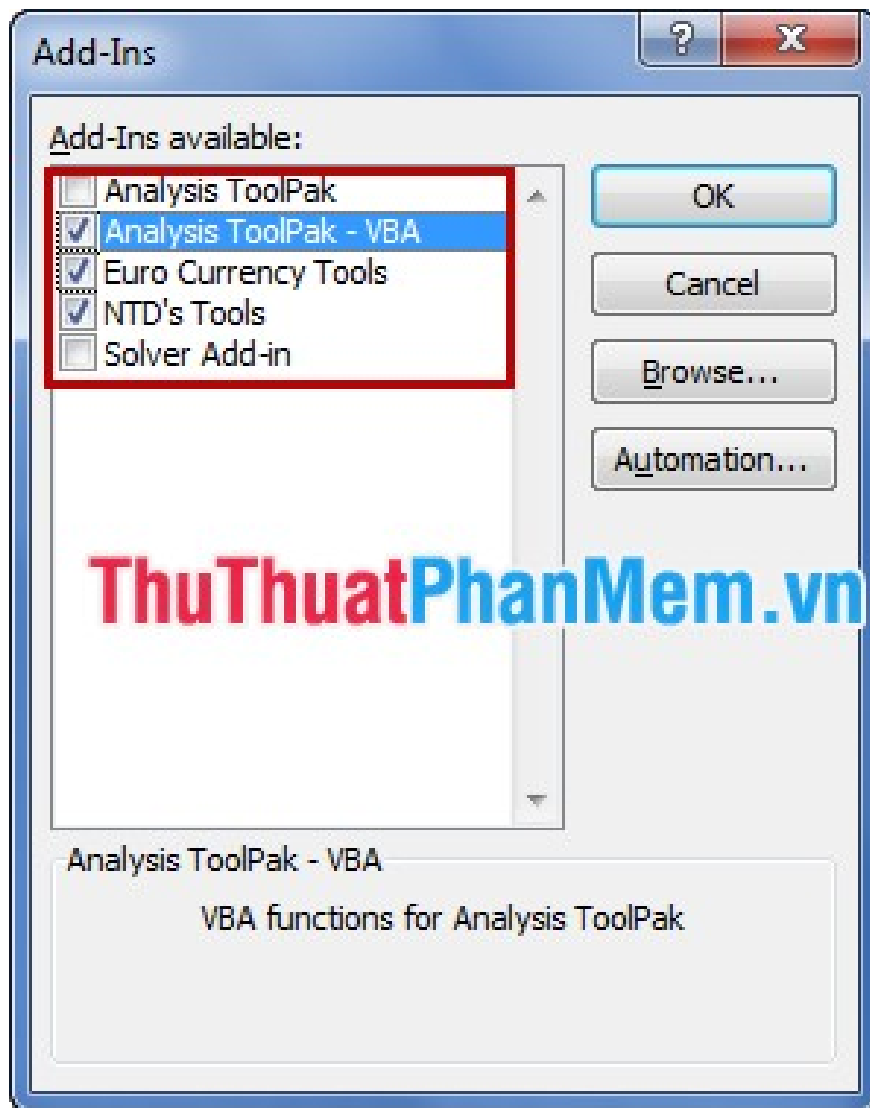 Add-Ins
?
Add-Ins available:
Analysis ToolPak
Analysis ToolPak - VBA
Euro Currency Tools
NTD's Tools
Solver Add-in
OK
Cancel
Browse...
Automation...
ThuThuatPhanMem.vn
Analysis ToolPak - VBA
VBA functions for Analysis ToolPak